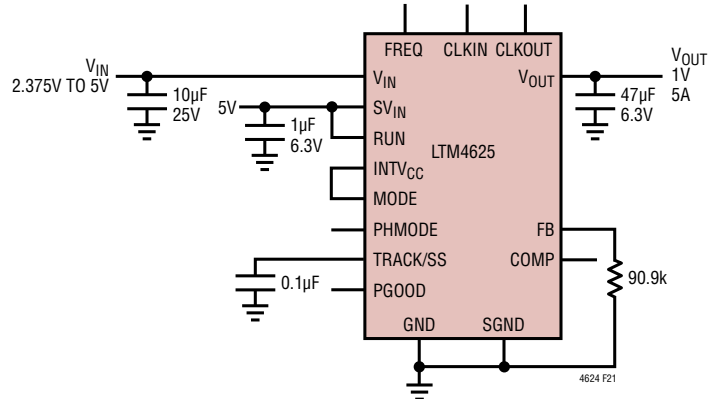 FREQ CLKIN CLKOUT
VIN
2.375V TO 5V
10µF
25V
VIN
VOUT
VOUT
1V
5A
47µF
6.3V
5V
1µF
6.3V
SVIN
RUN
LTM4625
INTVCC
MODE
PHMODE
FB
TRACK/SS
COMP
0.1µF
90.9k
PGOOD
GND SGND
4624 F21